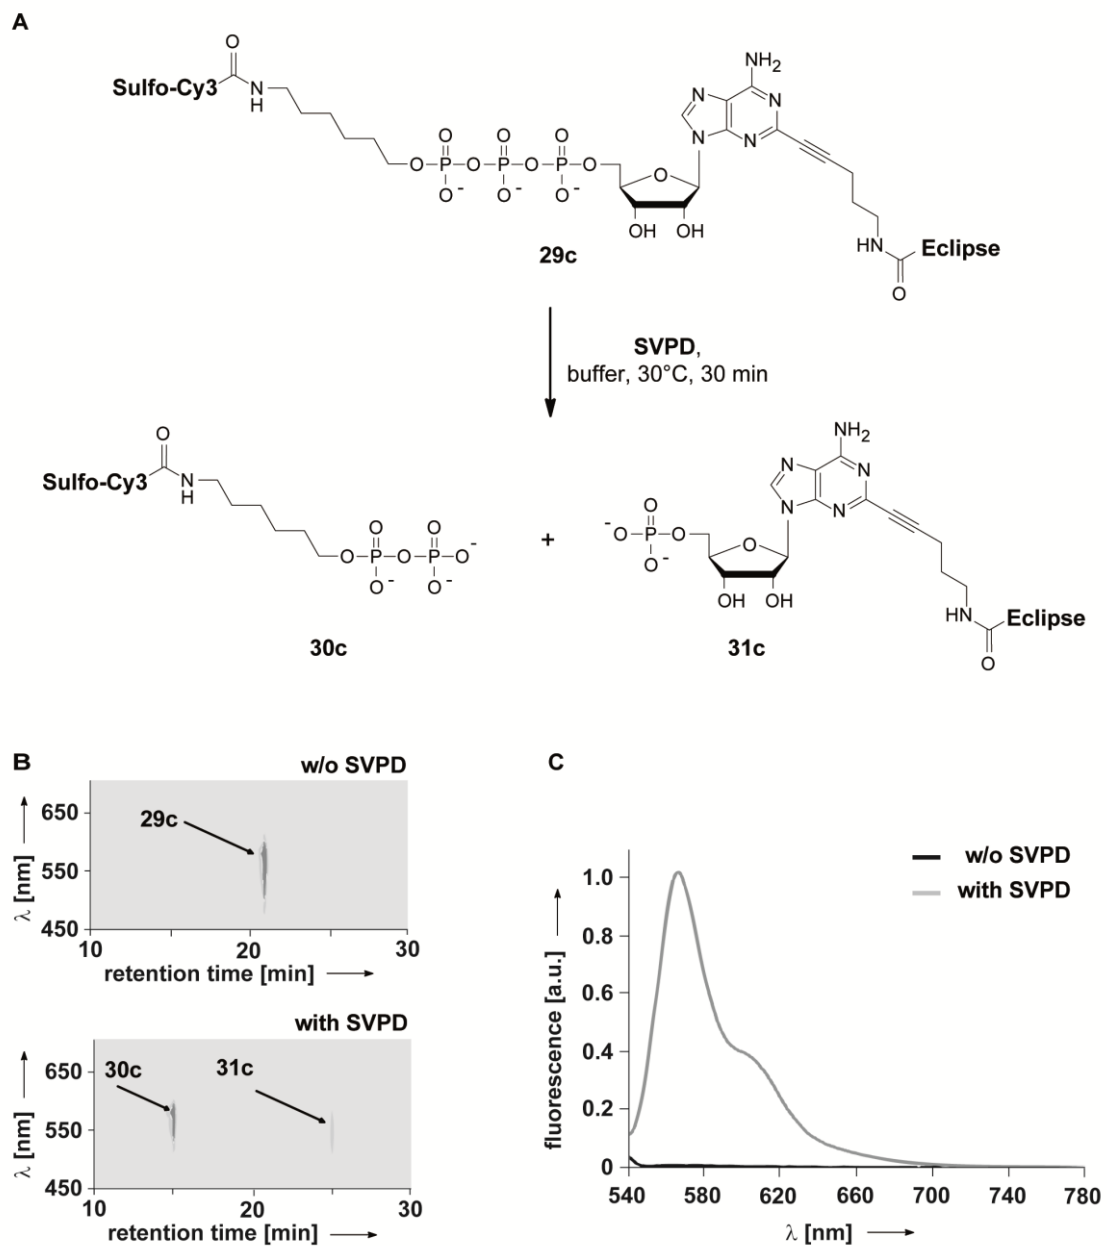 A
Sulfo-Cy3
O
N
H
O
O
P
O
O-
O
P
O
O-
O
P
O
O-
O
NH2
N
N
N
N
OH OH
HN
O
Eclipse
29c
SVPD,
buffer, 30°C, 30 min
Sulfo-Cy3
O
N
H
O
O
P
O-
O
O
P
O-
O-
30c
+
-O
O
P
O-
O
O
NH2
N
N
N
N
OH OH
HN
O
Eclipse
31c
B
w/o SVPD
29c
650
550
450
λ [nm]
10 20 30
retention time [min]
with SVPD
30c 31c
650
550
450
λ [nm]
10 20 30
retention time [min]
C
w/o SVPD
with SVPD
fluorescence [a.u.]
1.0
0.8
0.6
0.4
0.2
0
540 580 620 660 700 740 780
λ [nm]